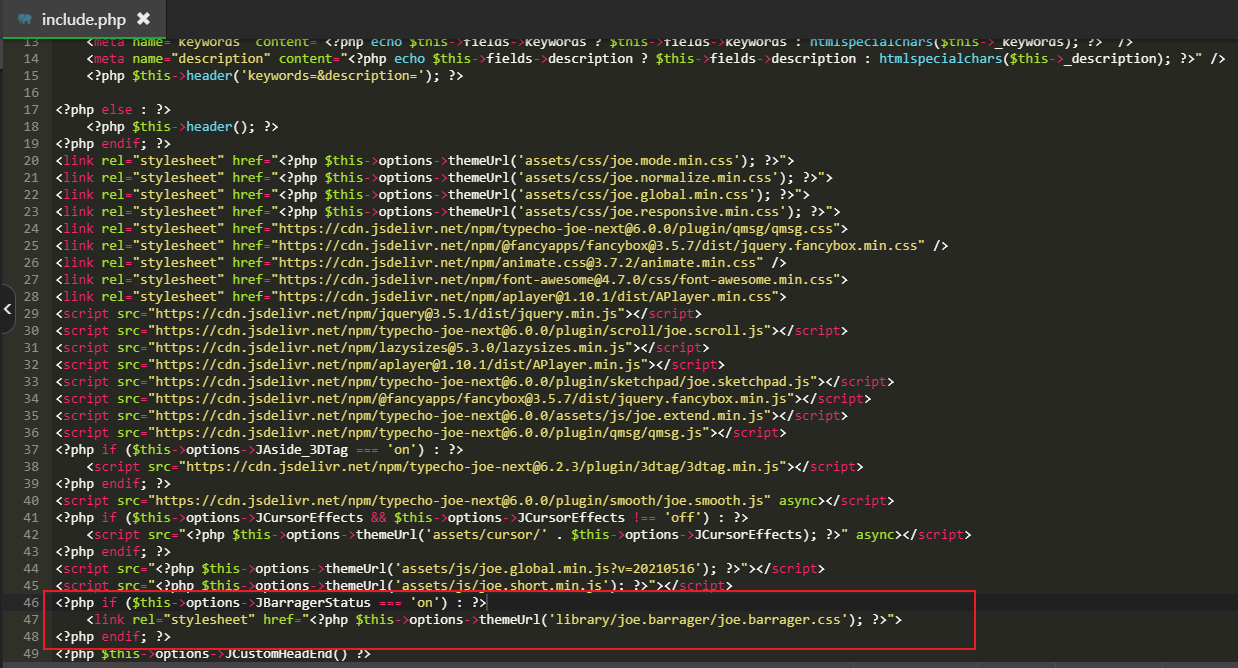 include.php ✖
13 <meta name="keywords" content="<?php echo $this->fields->keywords ? $this->fields->keywords : htmlspecialchars($this->_keywords); ?>" />
14 <meta name="description" content="<?php echo $this->fields->description ? $this->fields->description : htmlspecialchars($this->_description); ?>" />
15 <?php $this->header('keywords=&description='); ?>
16
17 <?php else : ?>
18 <?php $this->header(); ?>
19 <?php endif; ?>
20 <link rel="stylesheet" href="<?php $this->options->themeUrl('assets/css/joe.mode.min.css'); ?>">
21 <link rel="stylesheet" href="<?php $this->options->themeUrl('assets/css/joe.normalize.min.css'); ?>">
22 <link rel="stylesheet" href="<?php $this->options->themeUrl('assets/css/joe.global.min.css'); ?>">
23 <link rel="stylesheet" href="<?php $this->options->themeUrl('assets/css/joe.responsive.min.css'); ?>">
24 <link rel="stylesheet" href="https://cdn.jsdelivr.net/npm/typecho-joe-next@6.0.0/plugin/qmsg/qmsg.css">
25 <link rel="stylesheet" href="https://cdn.jsdelivr.net/npm/@fancyapps/fancybox@3.5.7/dist/jquery.fancybox.min.css" />
26 <link rel="stylesheet" href="https://cdn.jsdelivr.net/npm/animate.css@3.7.2/animate.min.css" />
27 <link rel="stylesheet" href="https://cdn.jsdelivr.net/npm/font-awesome@4.7.0/css/font-awesome.min.css">
28 <link rel="stylesheet" href="https://cdn.jsdelivr.net/npm/aplayer@1.10.1/dist/APlayer.min.css">
29 <script src="https://cdn.jsdelivr.net/npm/jquery@3.5.1/dist/jquery.min.js"></script>
30 <script src="https://cdn.jsdelivr.net/npm/typecho-joe-next@6.0.0/plugin/scroll/joe.scroll.js"></script>
31 <script src="https://cdn.jsdelivr.net/npm/lazysizes@5.3.0/lazysizes.min.js"></script>
32 <script src="https://cdn.jsdelivr.net/npm/aplayer@1.10.1/dist/APlayer.min.js"></script>
33 <script src="https://cdn.jsdelivr.net/npm/typecho-joe-next@6.0.0/plugin/sketchpad/joe.sketchpad.js"></script>
34 <script src="https://cdn.jsdelivr.net/npm/@fancyapps/fancybox@3.5.7/dist/jquery.fancybox.min.js"></script>
35 <script src="https://cdn.jsdelivr.net/npm/typecho-joe-next@6.0.0/assets/js/joe.extend.min.js"></script>
36 <script src="https://cdn.jsdelivr.net/npm/typecho-joe-next@6.0.0/plugin/qmsg/qmsg.js"></script>
37 <?php if ($this->options->JAside_3DTag === 'on') : ?>
38 <script src="https://cdn.jsdelivr.net/npm/typecho-joe-next@6.2.3/plugin/3dtag/3dtag.min.js"></script>
39 <?php endif; ?>
40 <script src="https://cdn.jsdelivr.net/npm/typecho-joe-next@6.0.0/plugin/smooth/joe.smooth.js" async></script>
41 <?php if ($this->options->JCursorEffects && $this->options->JCursorEffects !== 'off') : ?>
42 <script src="<?php $this->options->themeUrl('assets/cursor/' . $this->options->JCursorEffects); ?>" async></script>
43 <?php endif; ?>
44 <script src="<?php $this->options->themeUrl('assets/js/joe.global.min.js?v=20210516'); ?>"></script>
45 <script src="<?php $this->options->themeUrl('assets/js/joe.short.min.js'); ?>"></script>
46 <?php if ($this->options->JBarragerStatus === 'on') : ?>
47 <link rel="stylesheet" href="<?php $this->options->themeUrl('library/joe.barrager/joe.barrager.css'); ?>">
48 <?php endif; ?>
49 <?php $this->options->JCustomHeadEnd() ?>